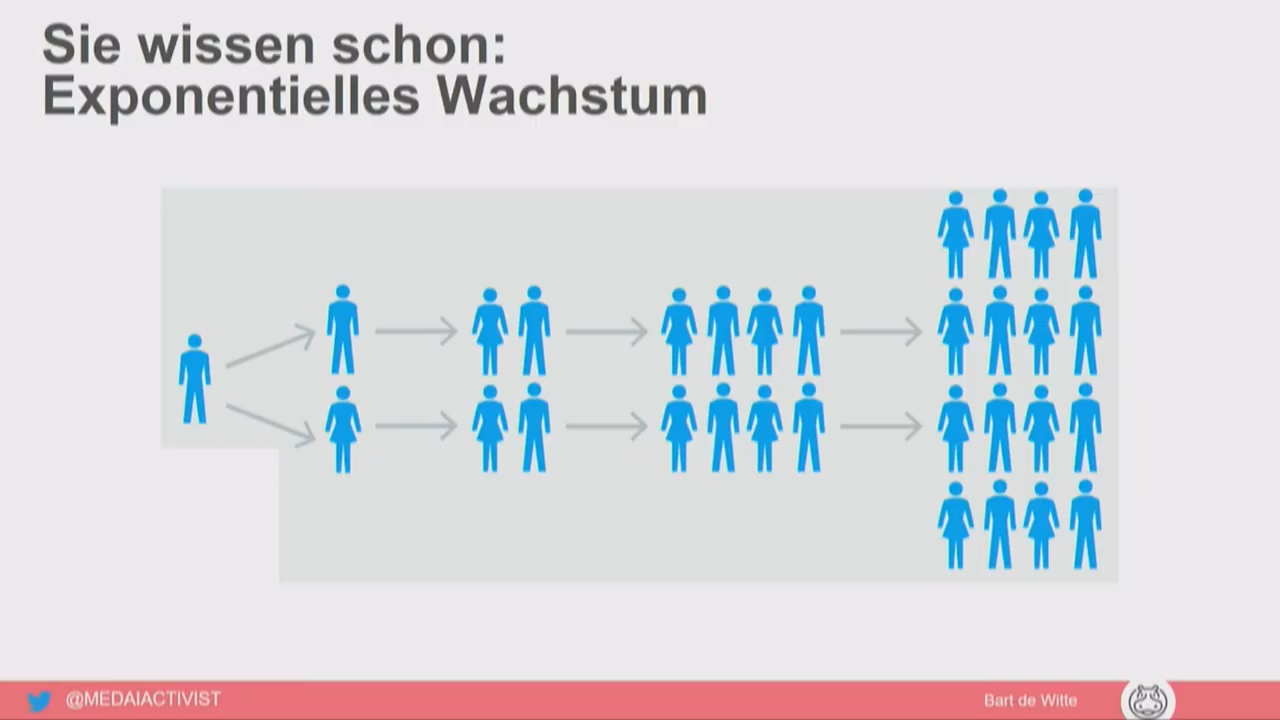 Sie wissen schon:
Exponentielles Wachstum
@MEDAIACTIVIST
Bart de Witte